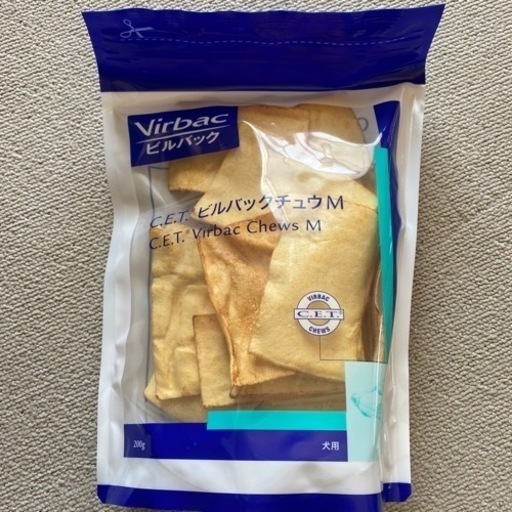 Virbac
ビルバック
C.E.T. ビルバックチュウ M
C.E.T. Virbac Chews M
VIRBAC
C.E.T.
CHEWS
200g
犬用